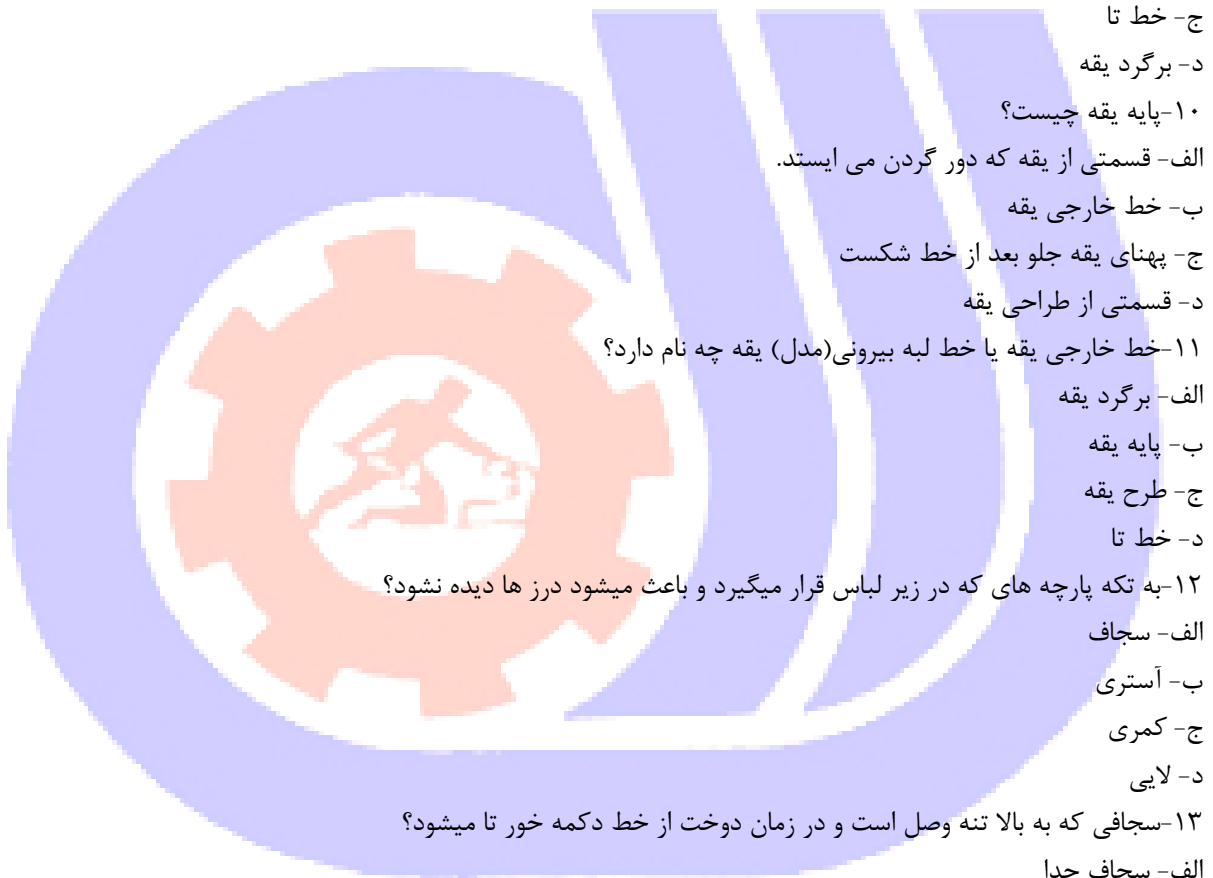 ج- خط تا
د- برگرد یقه
۱۰-پایه یقه چیست؟
الف- قسمتی از یقه که دور گردن می ایستد.
ب- خط خارجی یقه
ج- پهنای یقه جلو بعد از خط شکست
د- قسمتی از طراحی یقه
۱۱-خط خارجی یقه یا خط لبه بیرونی(مدل) یقه چه نام دارد؟
الف- برگرد یقه
ب- پایه یقه
ج- طرح یقه
د- خط تا
۱۲-به تکه پارچه های که در زیر لباس قرار میگیرد و باعث میشود درز ها دیده نشود؟
الف- سجاف
ب- آستری
ج- کمری
د- لایی
۱۳-سجافی که به بالا تنه وصل است و در زمان دوخت از خط دکمه خور تا میشود؟
الف- سجاف جدا